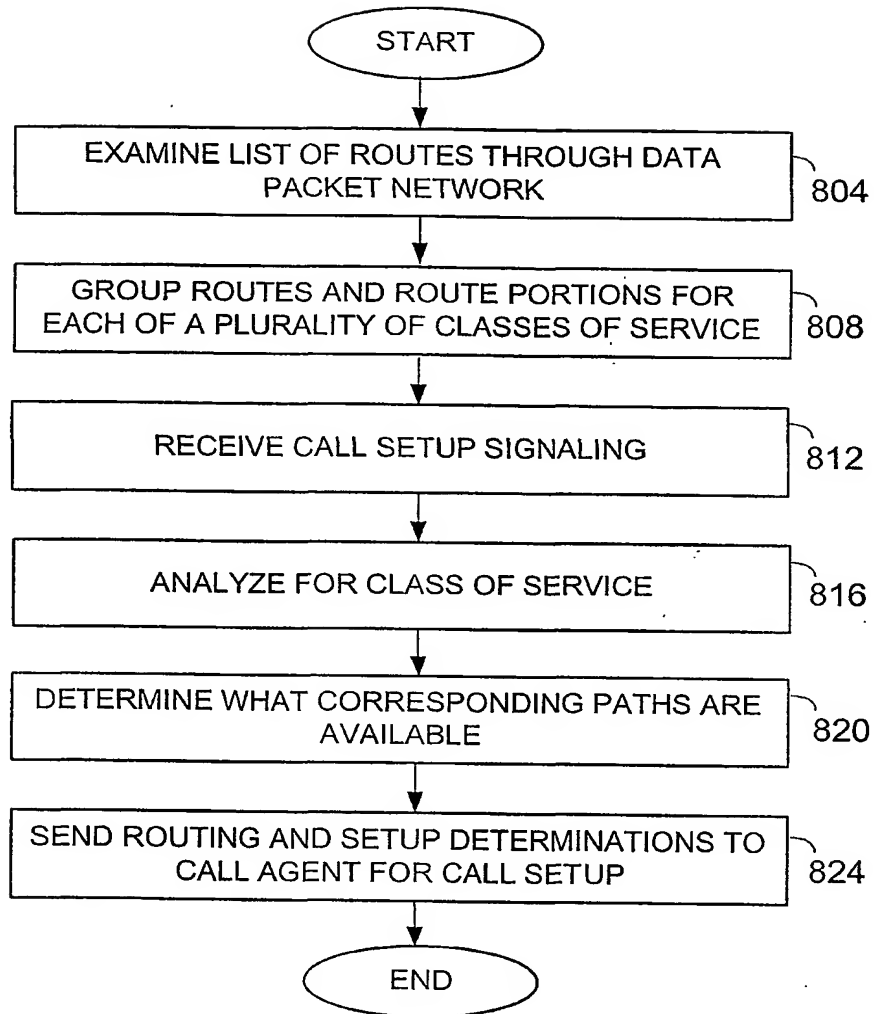 START
EXAMINE LIST OF ROUTES THROUGH DATA
PACKET NETWORK
804
GROUP ROUTES AND ROUTE PORTIONS FOR
EACH OF A PLURALITY OF CLASSES OF SERVICE
808
RECEIVE CALL SETUP SIGNALING
812
ANALYZE FOR CLASS OF SERVICE
816
DETERMINE WHAT CORRESPONDING PATHS ARE
AVAILABLE
820
SEND ROUTING AND SETUP DETERMINATIONS TO
CALL AGENT FOR CALL SETUP
824
END